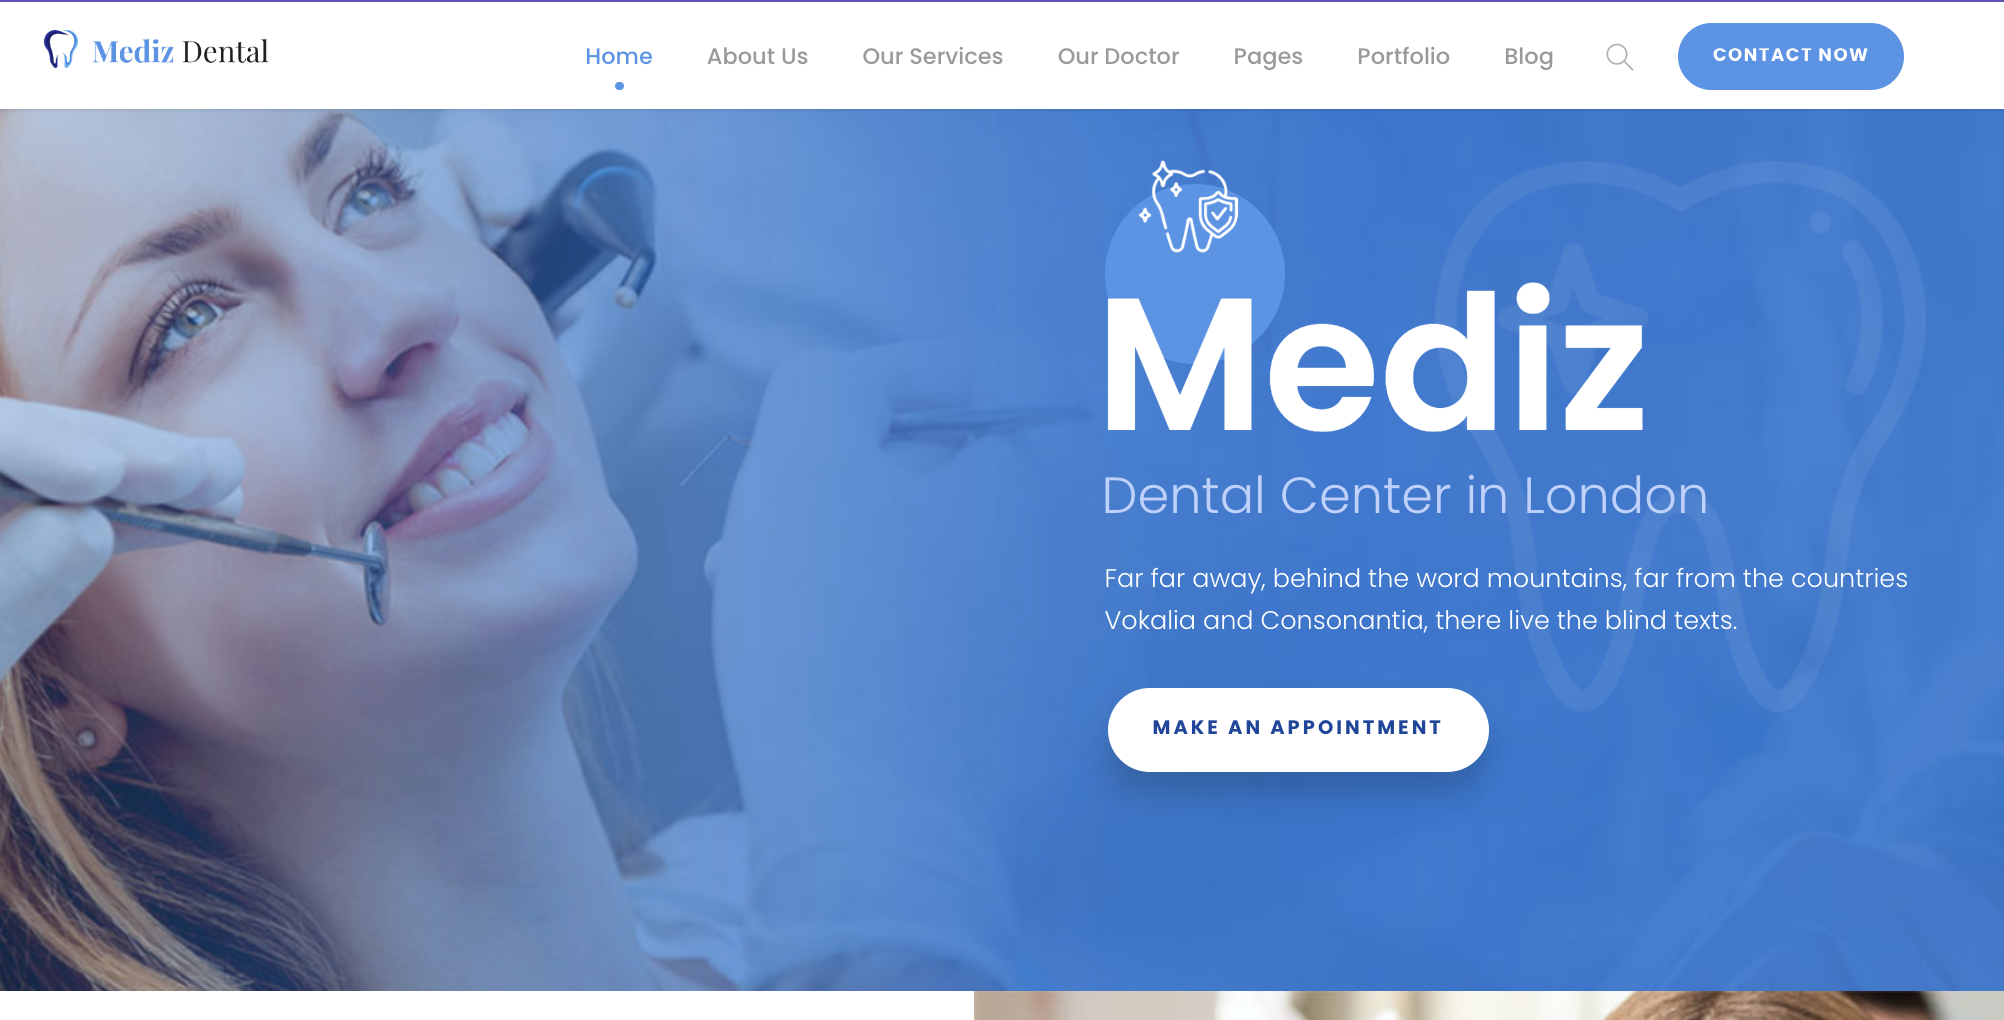 Mediz Dental
Home About Us Our Services Our Doctor Pages Portfolio Blog
CONTACT NOW
Mediz
Dental Center in London
Far far away, behind the word mountains, far from the countries
Vokalia and Consonantia, there live the blind texts.
MAKE AN APPOINTMENT